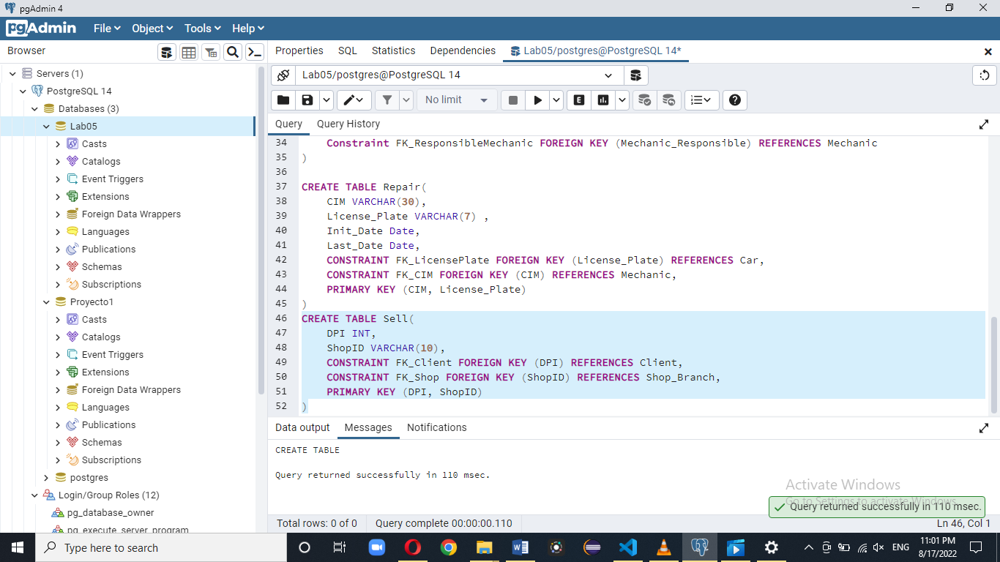 pgAdmin 4
pgAdmin File Object Tools Help
Browser
Properties SQL Statistics Dependencies Lab05/postgres@PostgreSQL 14*
Servers (1)
PostgreSQL 14
Databases (3)
Lab05
Casts
Catalogs
Event Triggers
Extensions
Foreign Data Wrappers
Languages
Publications
Schemas
Subscriptions
Proyecto1
Casts
Catalogs
Event Triggers
Extensions
Foreign Data Wrappers
Languages
Publications
Schemas
Subscriptions
postgres
Login/Group Roles (12)
pg_database_owner
pg_execute_server_program
Lab05/postgres@PostgreSQL 14
No limit
E
Query Query History
34 Constraint FK_ResponsibleMechanic FOREIGN KEY (Mechanic_Responsible) REFERENCES Mechanic
35 )
36
37 CREATE TABLE Repair(
38 CIM VARCHAR(30),
39 License_Plate VARCHAR(7) ,
40 Init_Date Date,
41 Last_Date Date,
42 CONSTRAINT FK_LicensePlate FOREIGN KEY (License_Plate) REFERENCES Car,
43 CONSTRAINT FK_CIM FOREIGN KEY (CIM) REFERENCES Mechanic,
44 PRIMARY KEY (CIM, License_Plate)
45 )
46 CREATE TABLE Sell(
47 DPI INT,
48 ShopID VARCHAR(10),
49 CONSTRAINT FK_Client FOREIGN KEY (DPI) REFERENCES Client,
50 CONSTRAINT FK_Shop FOREIGN KEY (ShopID) REFERENCES Shop_Branch,
51 PRIMARY KEY (DPI, ShopID)
52 )
Data output Messages Notifications
CREATE TABLE
Query returned successfully in 110 msec.
Activate Windows
Go to Settings to activate Windows.
Query returned successfully in 110 msec.
Total rows: 0 of 0 Query complete 00:00:00.110 Ln 46, Col 1
Type here to search
ENG
11:01 PM
8/17/2022